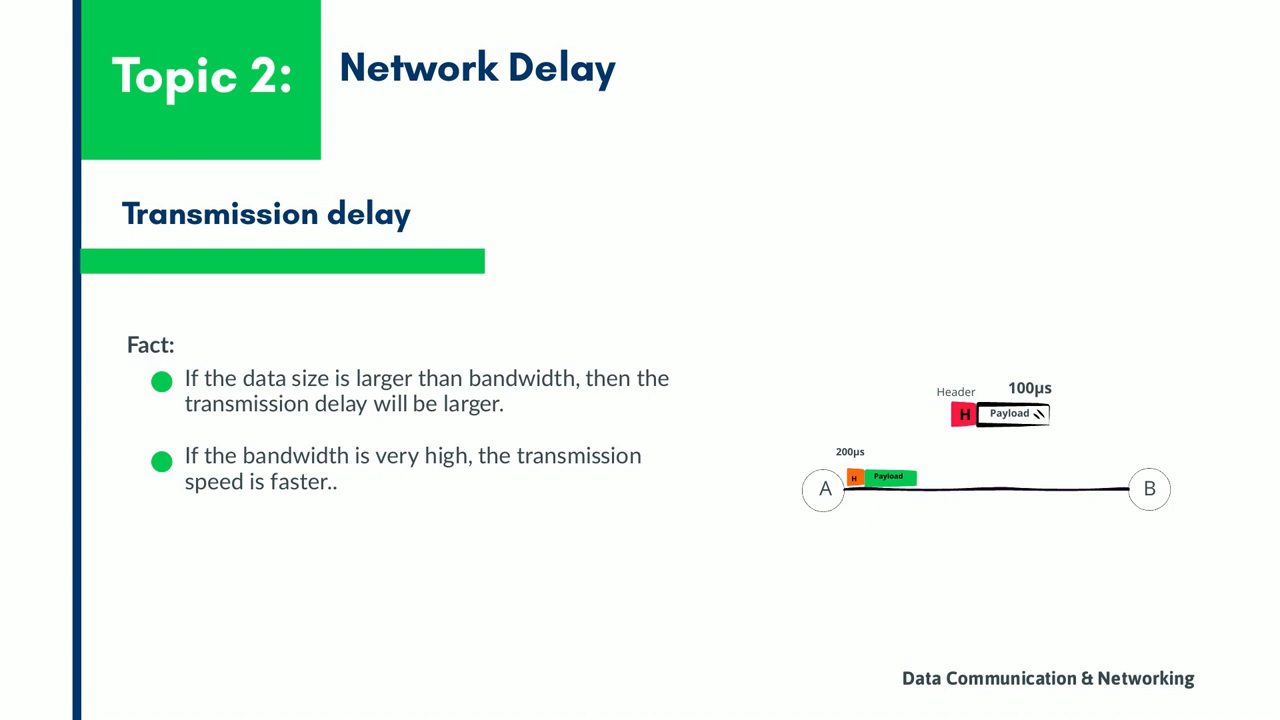 Topic 2:
Network Delay
Transmission delay
Fact:
If the data size is larger than bandwidth, then the
transmission delay will be larger.
If the bandwidth is very high, the transmission
speed is faster..
Header
100µs
H
Payload
200µs
H
Payload
A
B
Data Communication & Networking